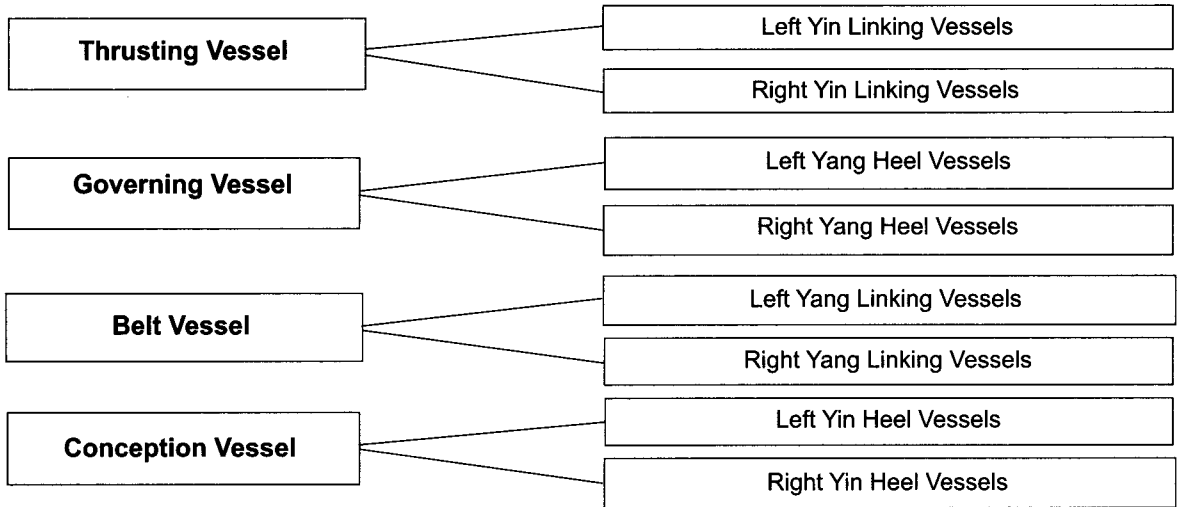 Thrusting Vessel
Left Yin Linking Vessels
Right Yin Linking Vessels
Governing Vessel
Left Yang Heel Vessels
Right Yang Heel Vessels
Belt Vessel
Left Yang Linking Vessels
Right Yang Linking Vessels
Conception Vessel
Left Yin Heel Vessels
Right Yin Heel Vessels